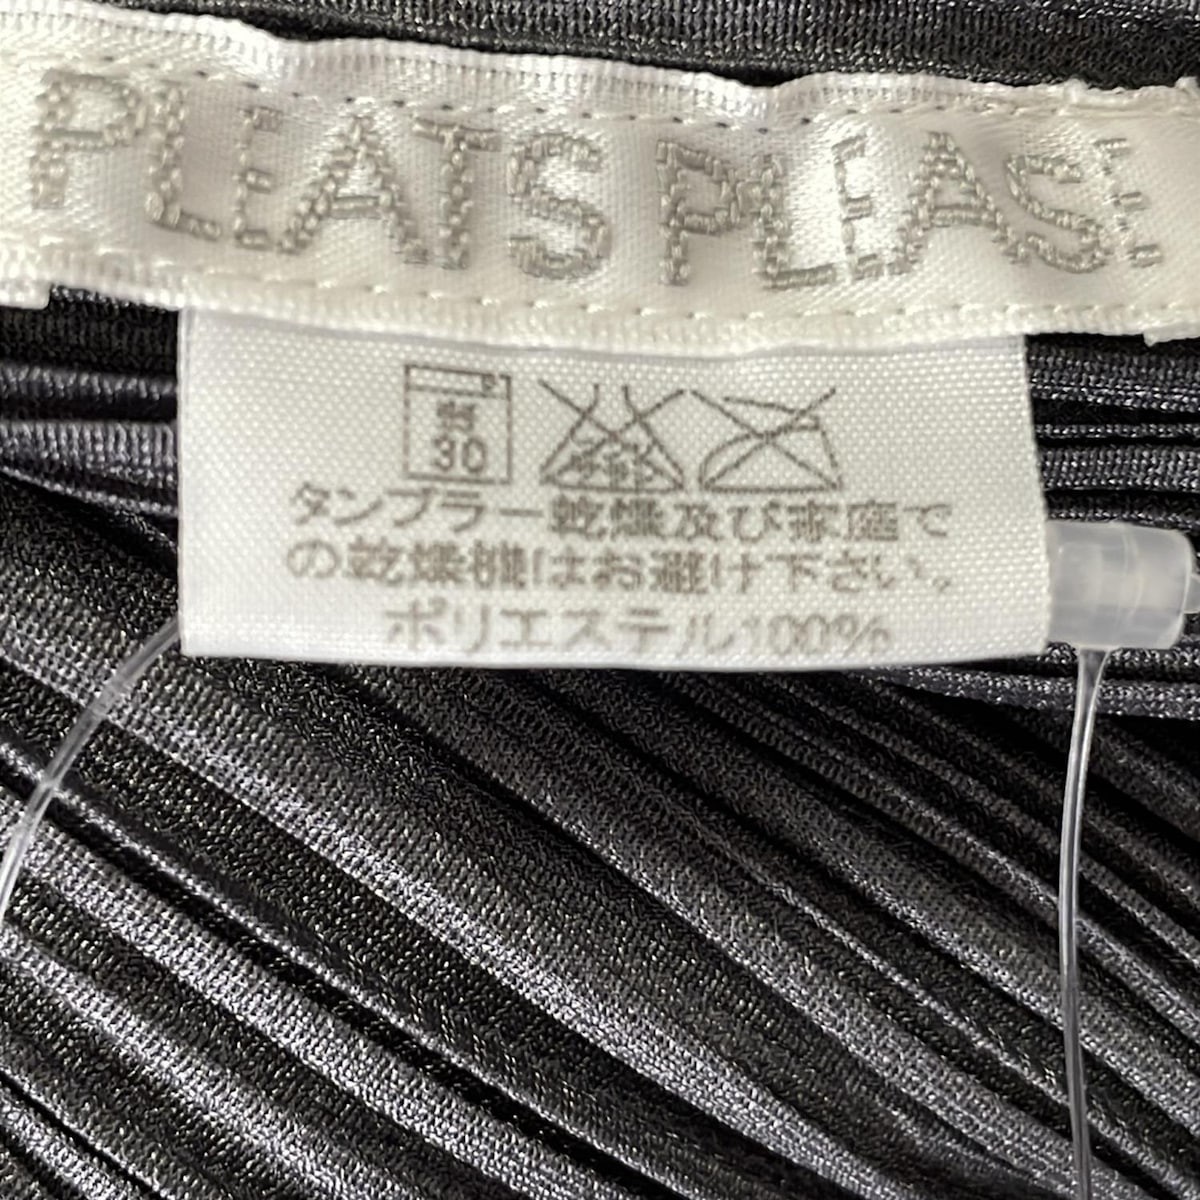 PLEATS PLEASE
弱
30
タンブラー乾燥及び家庭で
の乾燥機はお避け下さい。
ポリエステル100%